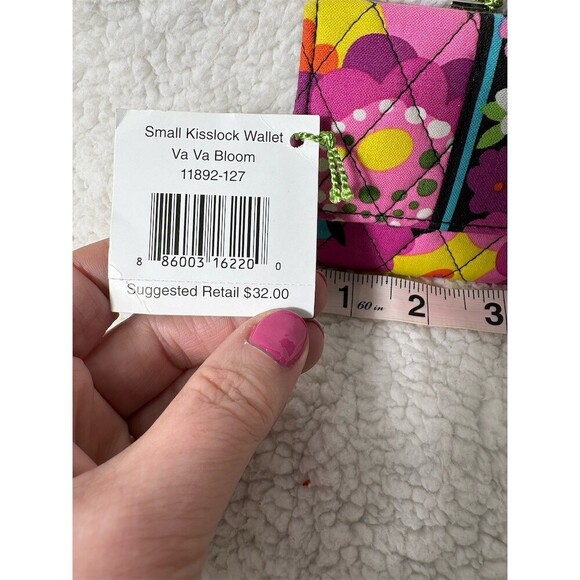 Small Kisslock Wallet
Va Va Bloom
11892-127
8 86003 16220 0
Suggested Retail $32.00
1 60 in 2 3